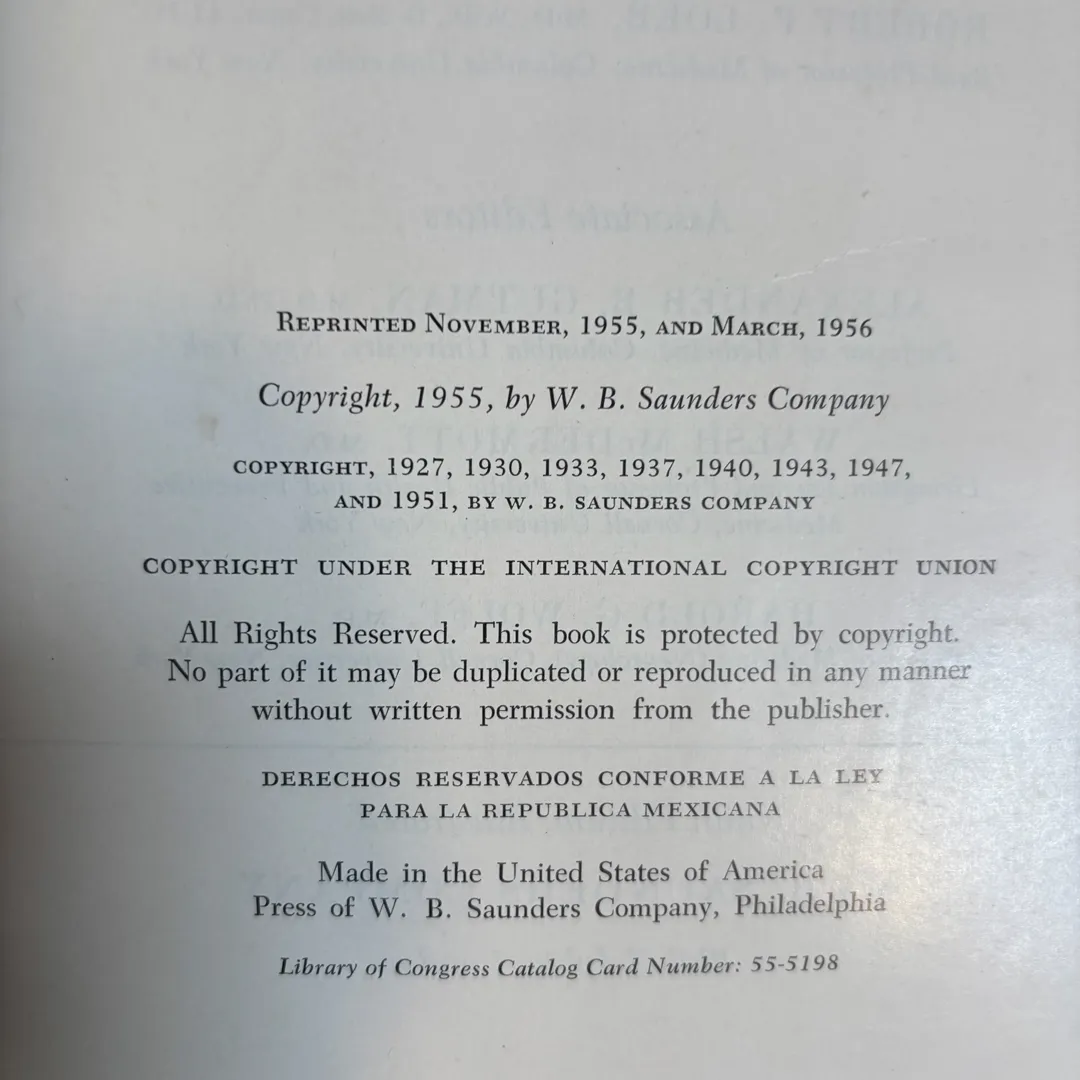 REPRINTED NOVEMBER, 1955, AND MARCH, 1956
Copyright, 1955, by W. B. Saunders Company
COPYRIGHT, 1927, 1930, 1933, 1937, 1940, 1943, 1947,
AND 1951, BY W. B. SAUNDERS COMPANY
COPYRIGHT UNDER THE INTERNATIONAL COPYRIGHT UNION
All Rights Reserved. This book is protected by copyright.
No part of it may be duplicated or reproduced in any manner
without written permission from the publisher.
DERECHOS RESERVADOS CONFORME A LA LEY
PARA LA REPUBLICA MEXICANA
Made in the United States of America
Press of W. B. Saunders Company, Philadelphia
Library of Congress Catalog Card Number: 55-5198